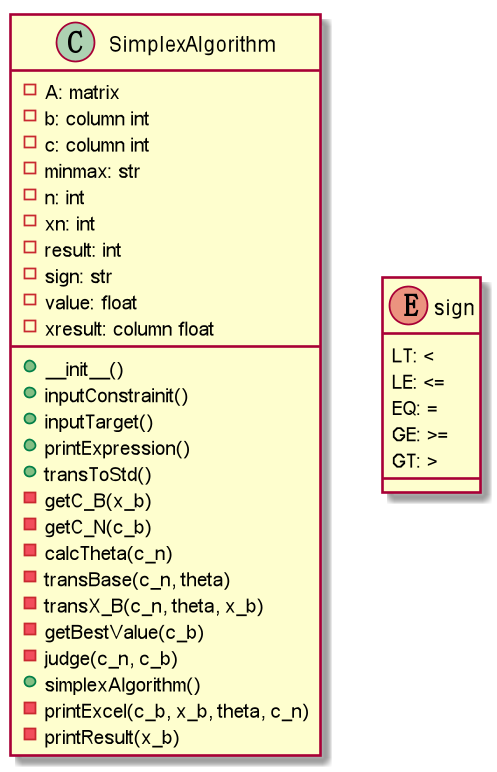 C SimplexAlgorithm
A: matrix
b: column int
c: column int
minmax: str
n: int
xn: int
result: int
sign: str
value: float
xresult: column float
__init__()
inputConstrainit()
inputTarget()
printExpression()
transToStd()
getC_B(x_b)
getC_N(c_b)
calcTheta(c_n)
transBase(c_n, theta)
transX_B(c_n, theta, x_b)
getBestValue(c_b)
judge(c_n, c_b)
simplexAlgorithm()
printExcel(c_b, x_b, theta, c_n)
printResult(x_b)
E sign
LT: <
LE: <=
EQ: =
GE: >=
GT: >